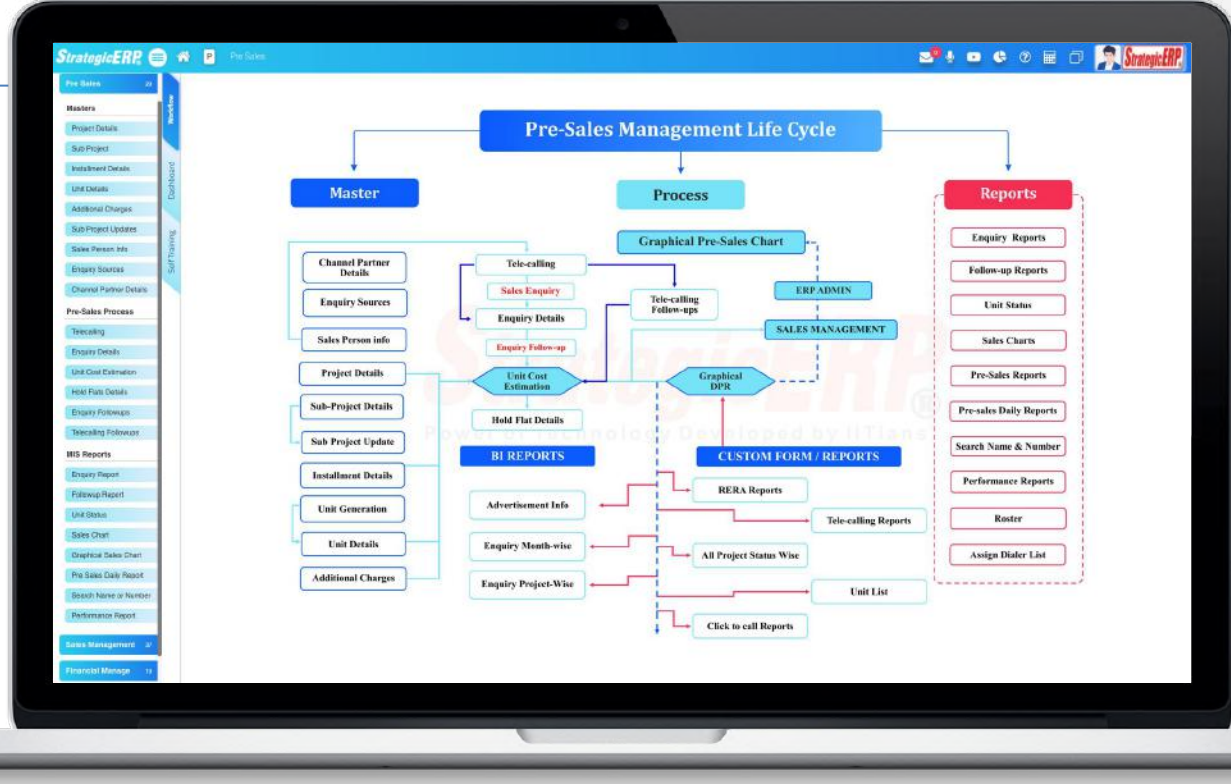 StrategicERP
P
Pre Sales
StrategicERP
Pre Sales
Masters
Project Details
Sub Project
Installment Details
Unit Details
Additional Charges
Sub Project Updates
Sales Person Info
Enquiry Sources
Channel Partner Details
Pre-Sales Process
Telecalling
Enquiry Details
Unit Cost Estimation
Hold Flats Details
Enquiry Followups
Telecalling Followups
MIS Reports
Enquiry Report
Followup Report
Unit Status
Sales Chart
Graphical Sales Chart
Pre Sales Daily Report
Search Name or Number
Performance Report
Sales Management
Financial Manage
Workflow
Dashboard
Self Training
Pre-Sales Management Life Cycle
Master
Channel Partner
Details
Enquiry Sources
Sales Person info
Project Details
Sub-Project Details
Sub Project Update
Installment Details
Unit Generation
Unit Details
Additional Charges
Process
Graphical Pre-Sales Chart
Tele-calling
Sales Enquiry
Enquiry Details
Enquiry Follow-up
Unit Cost
Estimation
Hold Flat Details
Tele-calling
Follow-ups
ERP ADMIN
SALES MANAGEMENT
Graphical
DPR
StrategicERP®
Power of Technology Developed by IITians
BI REPORTS
Advertisement Info
Enquiry Month-wise
Enquiry Project-Wise
CUSTOM FORM / REPORTS
RERA Reports
Tele-calling Reports
All Project Status Wise
Unit List
Click to call Reports
Reports
Enquiry Reports
Follow-up Reports
Unit Status
Sales Charts
Pre-Sales Reports
Pre-sales Daily Reports
Search Name & Number
Performance Reports
Roster
Assign Dialer List